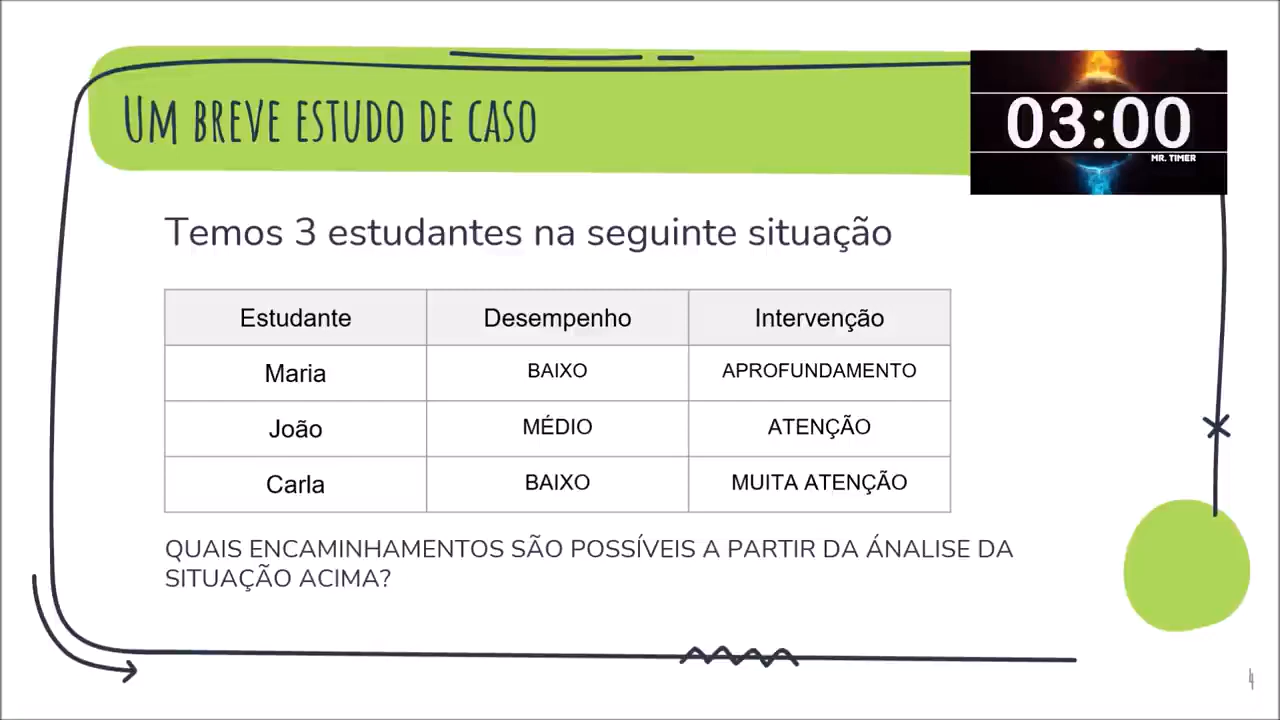 UM BREVE ESTUDO DE CASO
03:00
MR. TIMER
Temos 3 estudantes na seguinte situação
Estudante Desempenho Intervenção
Maria BAIXO APROFUNDAMENTO
João MÉDIO ATENÇÃO
Carla BAIXO MUITA ATENÇÃO
QUAIS ENCAMINHAMENTOS SÃO POSSÍVEIS A PARTIR DA ÁNALISE DA
SITUAÇÃO ACIMA?
4